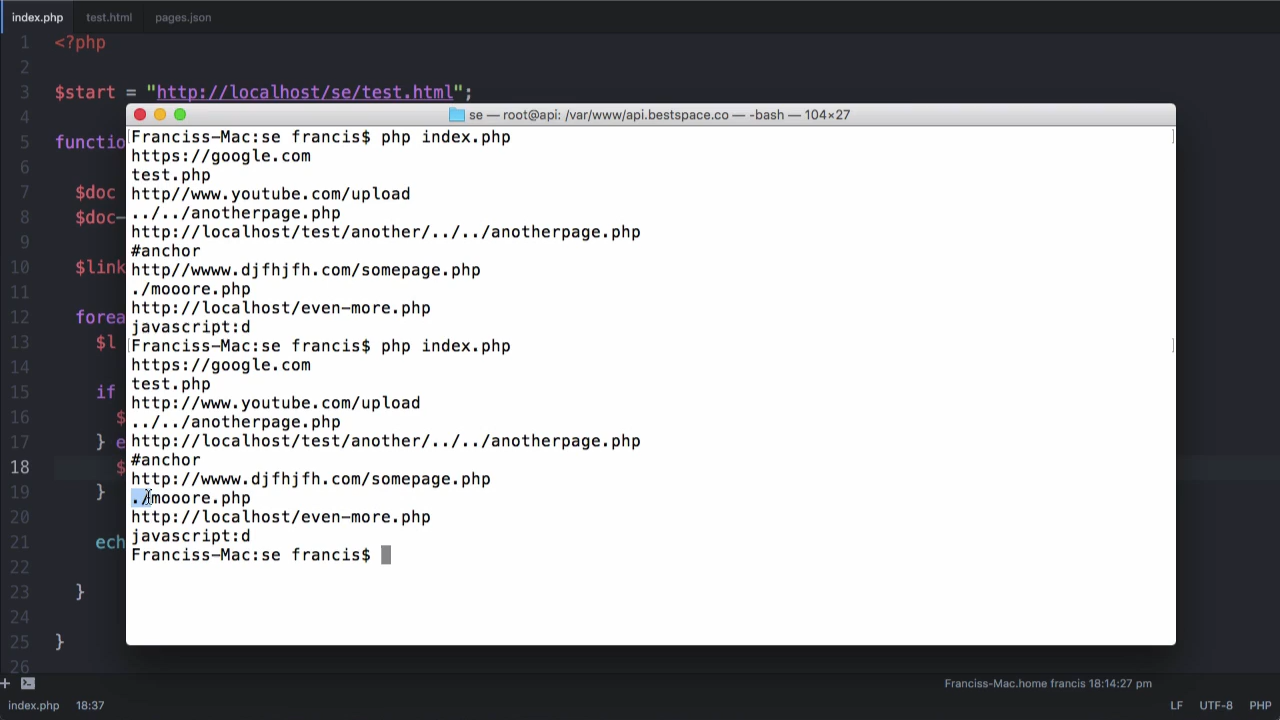 index.php test.html pages.json
1 <?php
2
3 $start = "http://localhost/se/test.html";
4
se — root@api: /var/www/api.bestspace.co — -bash — 104×27
5 functio
6
7 $doc
8 $doc-
9
10 $link
11
12 forea
13 $l
14
15 if
16 $
17 } e
18 $
19 }
20
21 ech
22
23 }
24
25 }
26
Franciss-Mac:se francis$ php index.php
https://google.com
test.php
http//www.youtube.com/upload
../../anotherpage.php
http://localhost/test/another/../../anotherpage.php
#anchor
http//wwww.djfhjfh.com/somepage.php
./mooore.php
http://localhost/even-more.php
javascript:d
Franciss-Mac:se francis$ php index.php
https://google.com
test.php
http://www.youtube.com/upload
../../anotherpage.php
http://localhost/test/another/../../anotherpage.php
#anchor
http://wwww.djfhjfh.com/somepage.php
./mooore.php
http://localhost/even-more.php
javascript:d
Franciss-Mac:se francis$
+ Franciss-Mac.home francis 18:14:27 pm
index.php 18:37 LF UTF-8 PHP